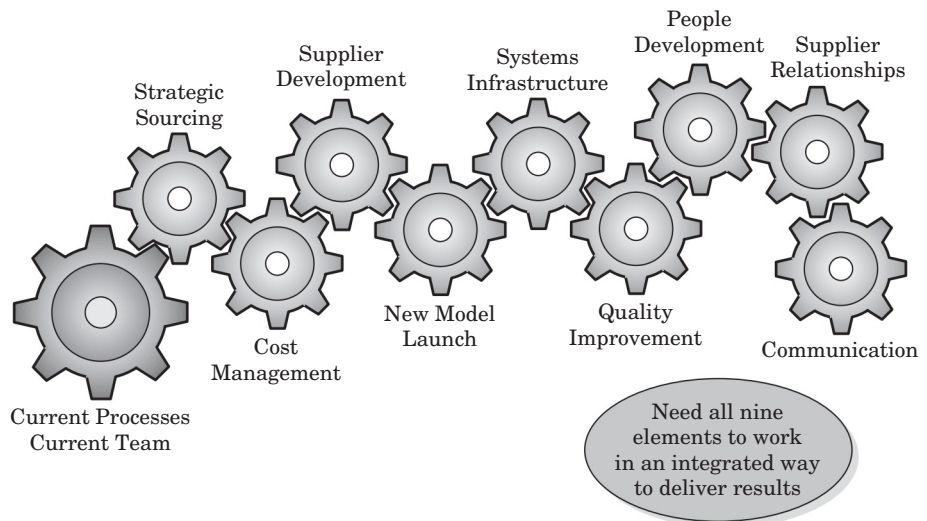 People
Development
Supplier
Relationships
Supplier
Development
Systems
Infrastructure
Strategic
Sourcing
New Model
Launch
Quality
Improvement
Cost
Management
Communication
Current Processes
Current Team
Need all nine
elements to work
in an integrated way
to deliver results